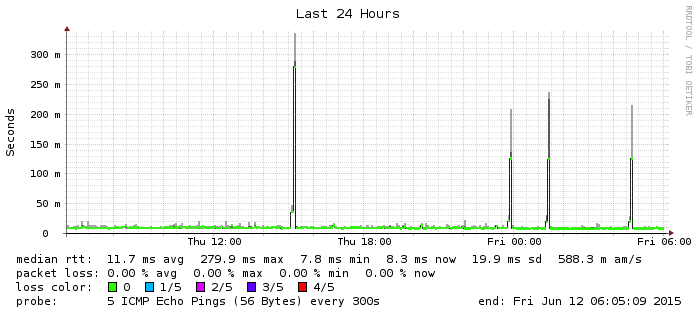 Last 24 Hours
RRDTOOL / TOBI OETIKER
Seconds
300 m
250 m
200 m
150 m
100 m
50 m
0
Thu 12:00 Thu 18:00 Fri 00:00 Fri 06:00
median rtt: 11.7 ms avg 279.9 ms max 7.8 ms min 8.3 ms now 19.9 ms sd 588.3 m am/s
packet loss: 0.00 % avg 0.00 % max 0.00 % min 0.00 % now
loss color: 0 1/5 2/5 3/5 4/5
probe: 5 ICMP Echo Pings (56 Bytes) every 300s end: Fri Jun 12 06:05:09 2015